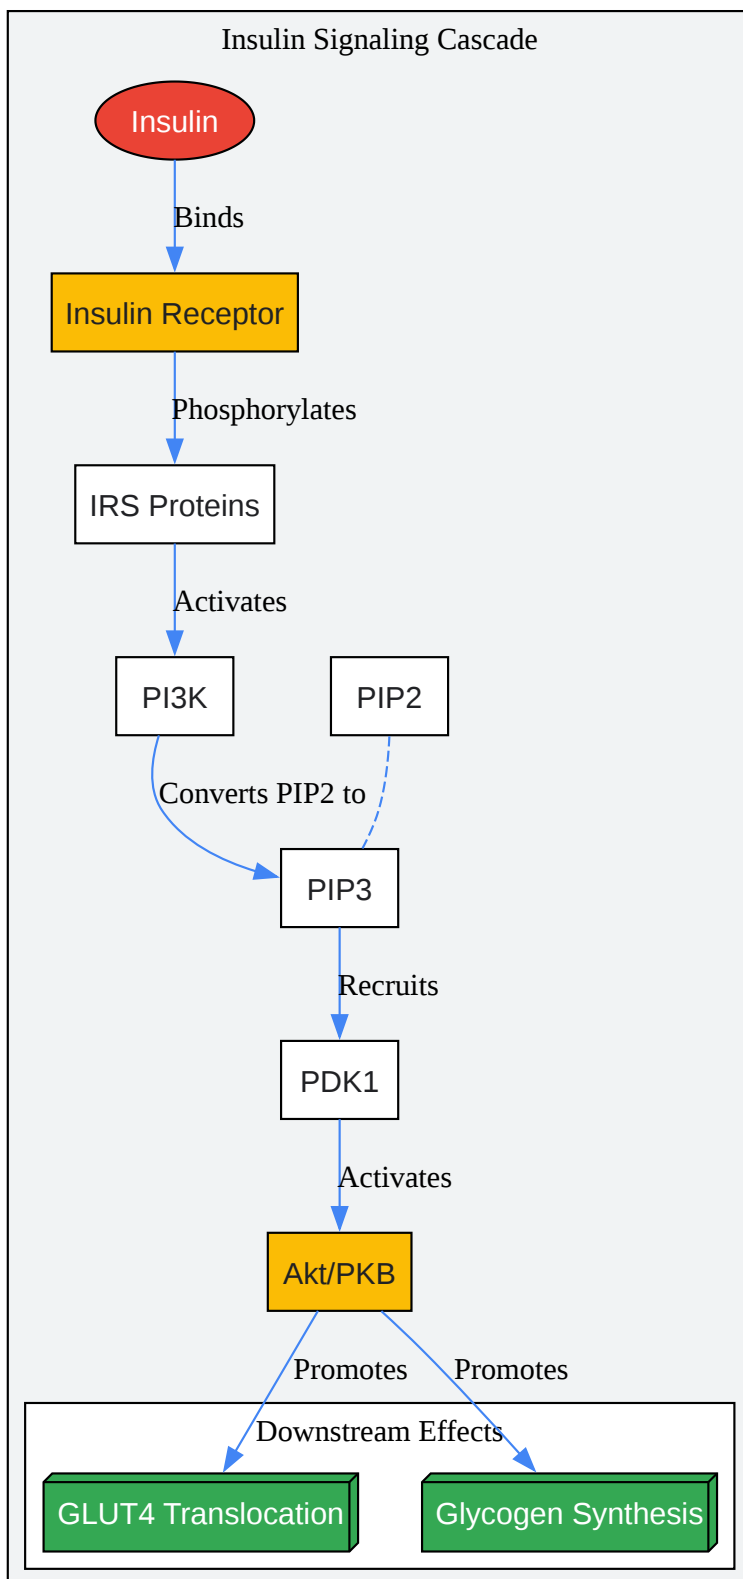 Insulin Signaling Cascade
Insulin
Binds
Insulin Receptor
Phosphorylates
IRS Proteins
Activates
PI3K
PIP2
Converts PIP2 to
PIP3
Recruits
PDK1
Activates
Akt/PKB
Promotes
Promotes
Downstream Effects
GLUT4 Translocation
Glycogen Synthesis